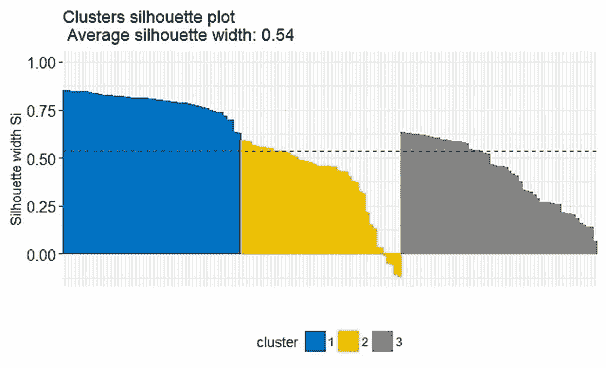 Clusters silhouette plot
Average silhouette width: 0.54
1.00
0.75
0.50
0.25
0.00
Silhouette width Si
cluster 1 2 3